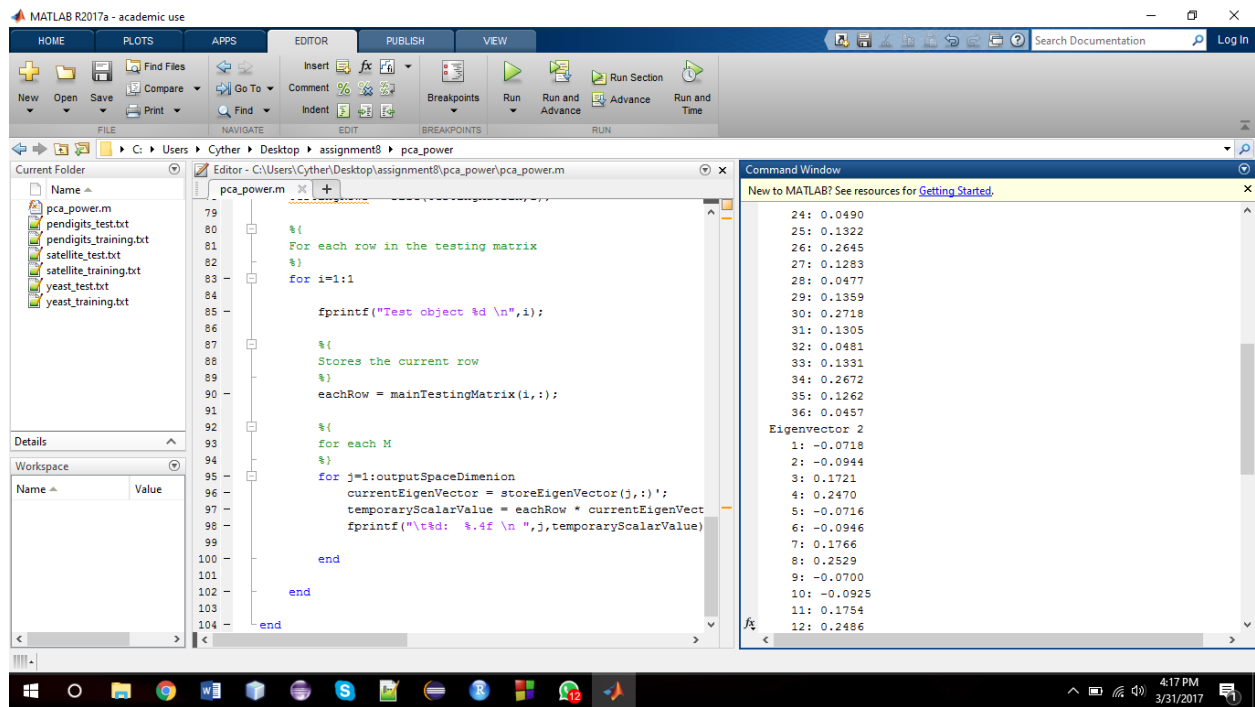 MATLAB R2017a - academic use
HOME PLOTS APPS EDITOR PUBLISH VIEW Search Documentation Log In
New Open Save Find Files Compare Print
Go To Find
Insert fx Comment Indent
Breakpoints
Run Run and Advance Run Section Advance Run and Time
FILE NAVIGATE EDIT BREAKPOINTS RUN
C: Users Cyther Desktop assignment8 pca_power
Current Folder
Name
pca_power.m
pendigits_test.txt
pendigits_training.txt
satellite_test.txt
satellite_training.txt
yeast_test.txt
yeast_training.txt
Details
Workspace
Name Value
Editor - C:\Users\Cyther\Desktop\assignment8\pca_power\pca_power.m
pca_power.m +
79
80 %{
81 For each row in the testing matrix
82 %}
83 for i=1:1
84
85 fprintf("Test object %d \n",i);
86
87 %{
88 Stores the current row
89 %}
90 eachRow = mainTestingMatrix(i,:);
91
92 %{
93 for each M
94 %}
95 for j=1:outputSpaceDimenion
96 currentEigenVector = storeEigenVector(j,:)';
97 temporaryScalarValue = eachRow * currentEigenVect
98 fprintf("\t%d:  %.4f \n ",j,temporaryScalarValue)
99
100 end
101
102 end
103
104 end
Command Window
New to MATLAB? See resources for Getting Started.
24: 0.0490
25: 0.1322
26: 0.2645
27: 0.1283
28: 0.0477
29: 0.1359
30: 0.2718
31: 0.1305
32: 0.0481
33: 0.1331
34: 0.2672
35: 0.1262
36: 0.0457
Eigenvector 2
1: -0.0718
2: -0.0944
3: 0.1721
4: 0.2470
5: -0.0716
6: -0.0946
7: 0.1766
8: 0.2529
9: -0.0700
10: -0.0925
11: 0.1754
12: 0.2486
fx
4:17 PM
3/31/2017